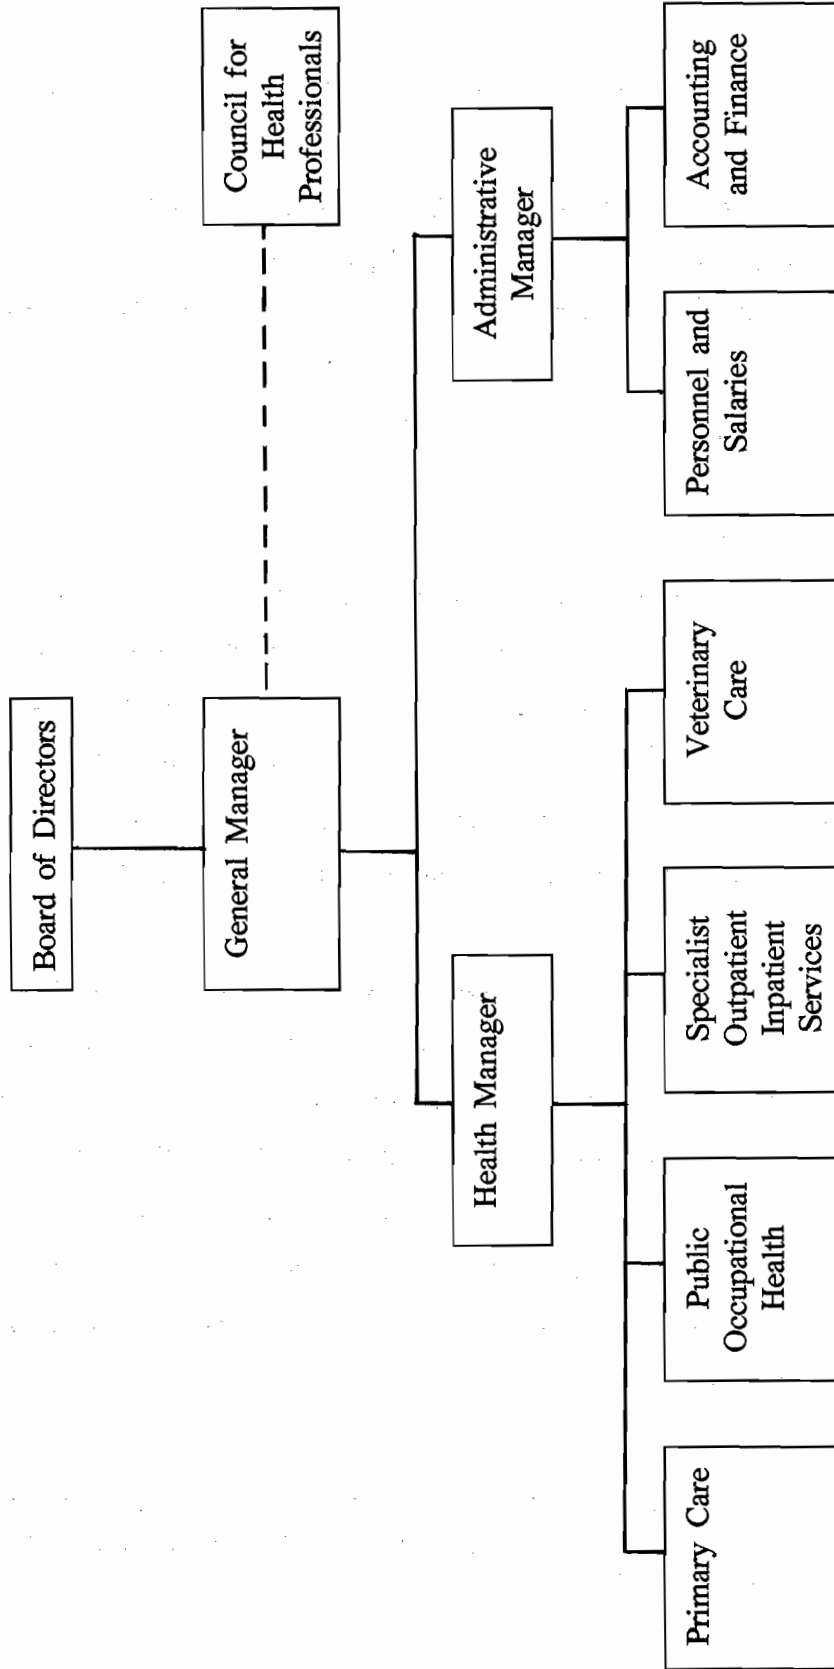 Board of Directors
General Manager
Council for
Health
Professionals
Health Manager
Administrative
Manager
Primary Care
Public
Occupational
Health
Specialist
Outpatient
Inpatient
Services
Veterinary
Care
Personnel and
Salaries
Accounting
and Finance